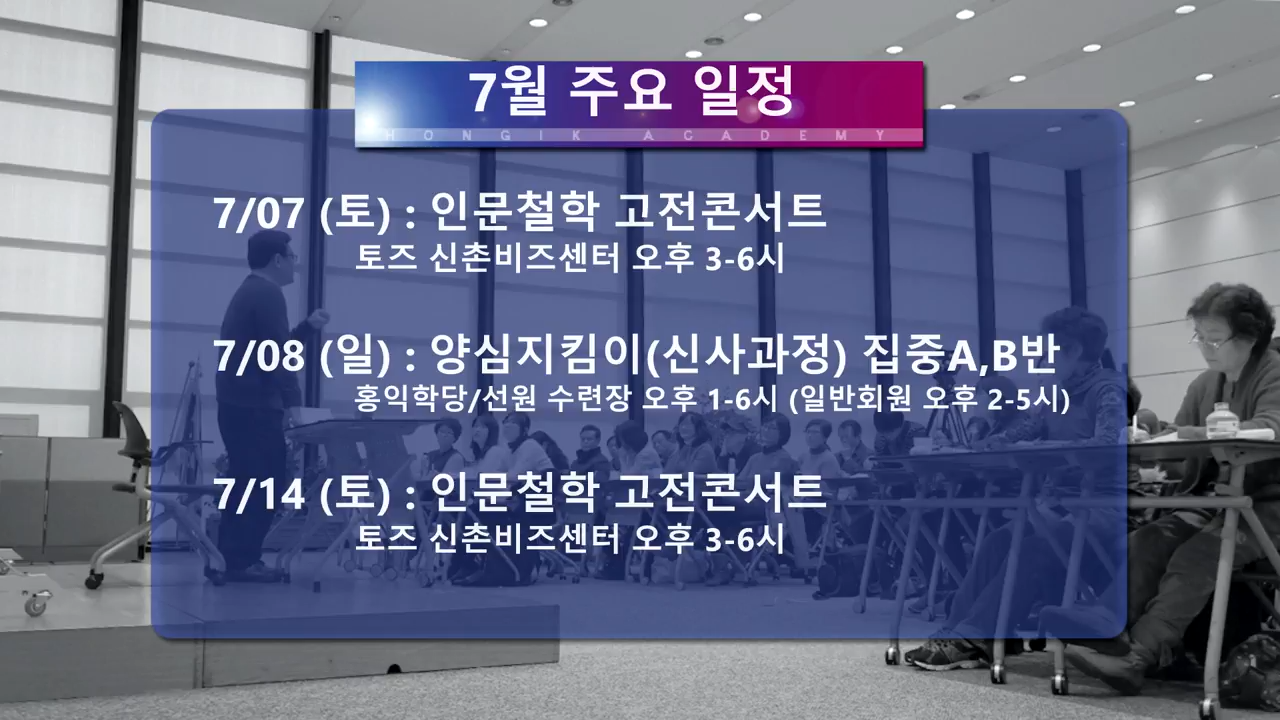 7월 주요 일정
HONGIK ACADEMY
7/07 (토) : 인문철학 고전콘서트
토즈 신촌비즈센터 오후 3-6시
7/08 (일) : 양심지킴이(신사과정) 집중A,B반
홍익학당/선원 수련장 오후 1-6시 (일반회원 오후 2-5시)
7/14 (토) : 인문철학 고전콘서트
토즈 신촌비즈센터 오후 3-6시